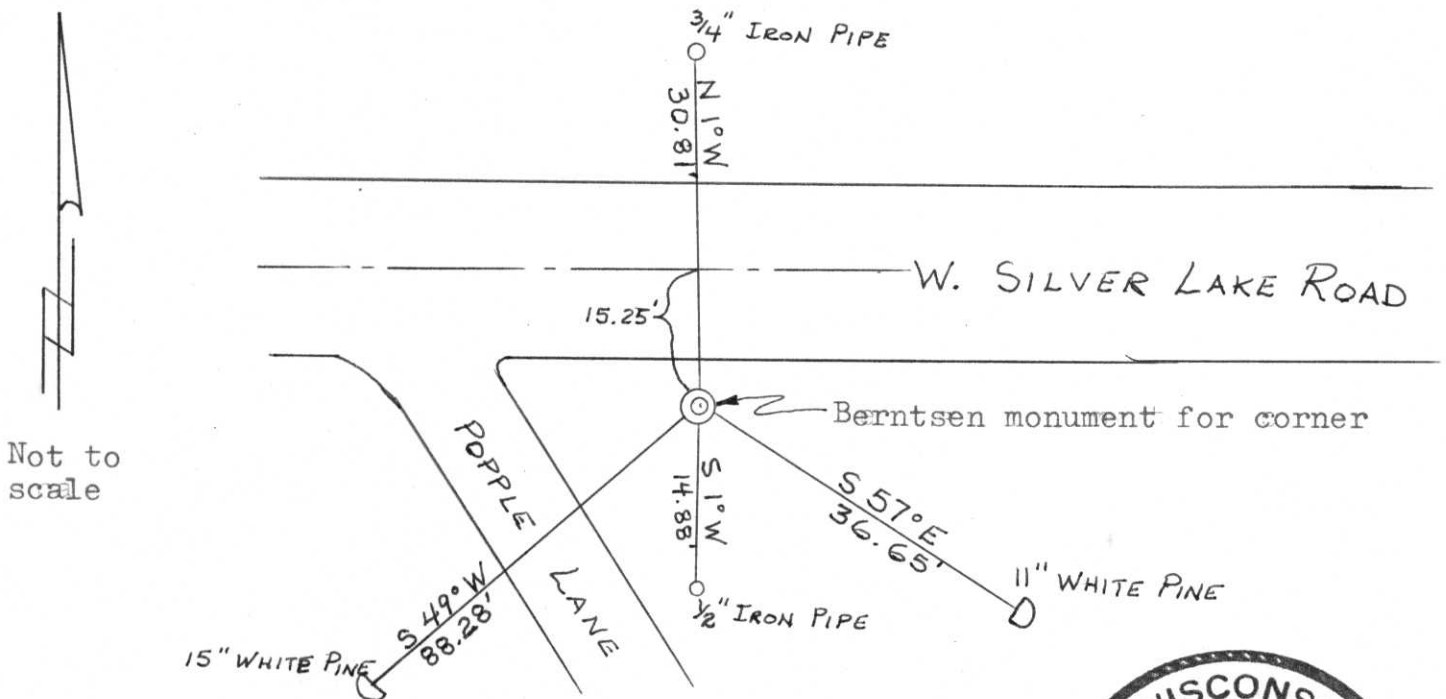 3/4" IRON PIPE
N 1° W
30.81'
W. SILVER LAKE ROAD
15.25'
Berntsen monument for corner
Not to
scale
POPPLE
LANE
S 1° W
14.88'
S 57° E
36.65'
11" WHITE PINE
1/2" IRON PIPE
S 49° W
88.28'
15" WHITE PINE
WISCONS